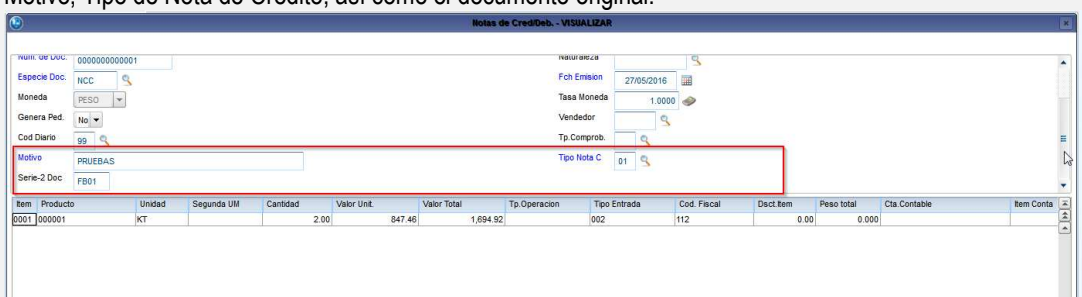 Motivo, Tipo de Nota de Crédito, así como el documento original.
Notas de Cred/Deb. - VISUALIZAR
Num. de Doc. 0000000000001 Naturaleza
Especie Doc. NCC Fch Emision 27/05/2016
Moneda PESO Tasa Moneda 1.0000
Genera Ped. No Vendedor
Cod Diario 99 Tp.Comprob.
Motivo PRUEBAS Tipo Nota C 01
Serie-2 Doc FB01
Item Producto Unidad Segunda UM Cantidad Valor Unit. Valor Total Tp.Operacion Tipo Entrada Cod. Fiscal Dsct.Item Peso total Cta.Contable Item Conta
0001 000001 KT 2.00 847.46 1,694.92 002 112 0.00 0.000